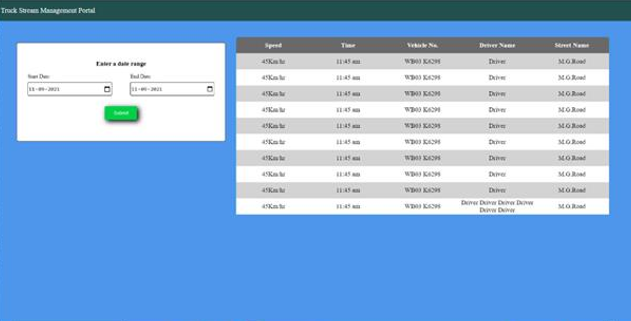 Truck Stream Management Portal
Enter a date range
Start Date: End Date:
11-09-2021 11-09-2021
Submit
Speed Time Vehicle No. Driver Name Street Name
45Km/hr 11:45 am WB03 K6298 Driver M.G.Road
45Km/hr 11:45 am WB03 K6298 Driver M.G.Road
45Km/hr 11:45 am WB03 K6298 Driver M.G.Road
45Km/hr 11:45 am WB03 K6298 Driver M.G.Road
45Km/hr 11:45 am WB03 K6298 Driver M.G.Road
45Km/hr 11:45 am WB03 K6298 Driver M.G.Road
45Km/hr 11:45 am WB03 K6298 Driver M.G.Road
45Km/hr 11:45 am WB03 K6298 Driver M.G.Road
45Km/hr 11:45 am WB03 K6298 Driver M.G.Road
45Km/hr 11:45 am WB03 K6298 Driver Driver Driver Driver M.G.Road
Driver Driver